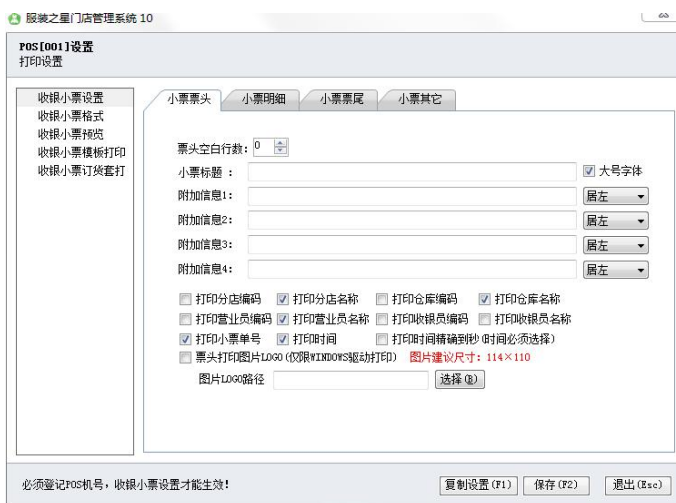 服装之星门店管理系统 10
POS[001]设置
打印设置
收银小票设置
收银小票格式
收银小票预览
收银小票模板打印
收银小票订货套打
小票票头 小票明细 小票票尾 小票其它
票头空白行数: 0
小票标题 : 大号字体
附加信息1: 居左
附加信息2: 居左
附加信息3: 居左
附加信息4: 居左
打印分店编码 打印分店名称 打印仓库编码 打印仓库名称
打印营业员编码 打印营业员名称 打印收银员编码 打印收银员名称
打印小票单号 打印时间 打印时间精确到秒(时间必须选择)
票头打印图片LOGO(仅限WINDOWS驱动打印) 图片建议尺寸: 114×110
图片LOGO路径 选择(B)
必须登记POS机号，收银小票设置才能生效! 复制设置(F1) 保存(F2) 退出(Esc)